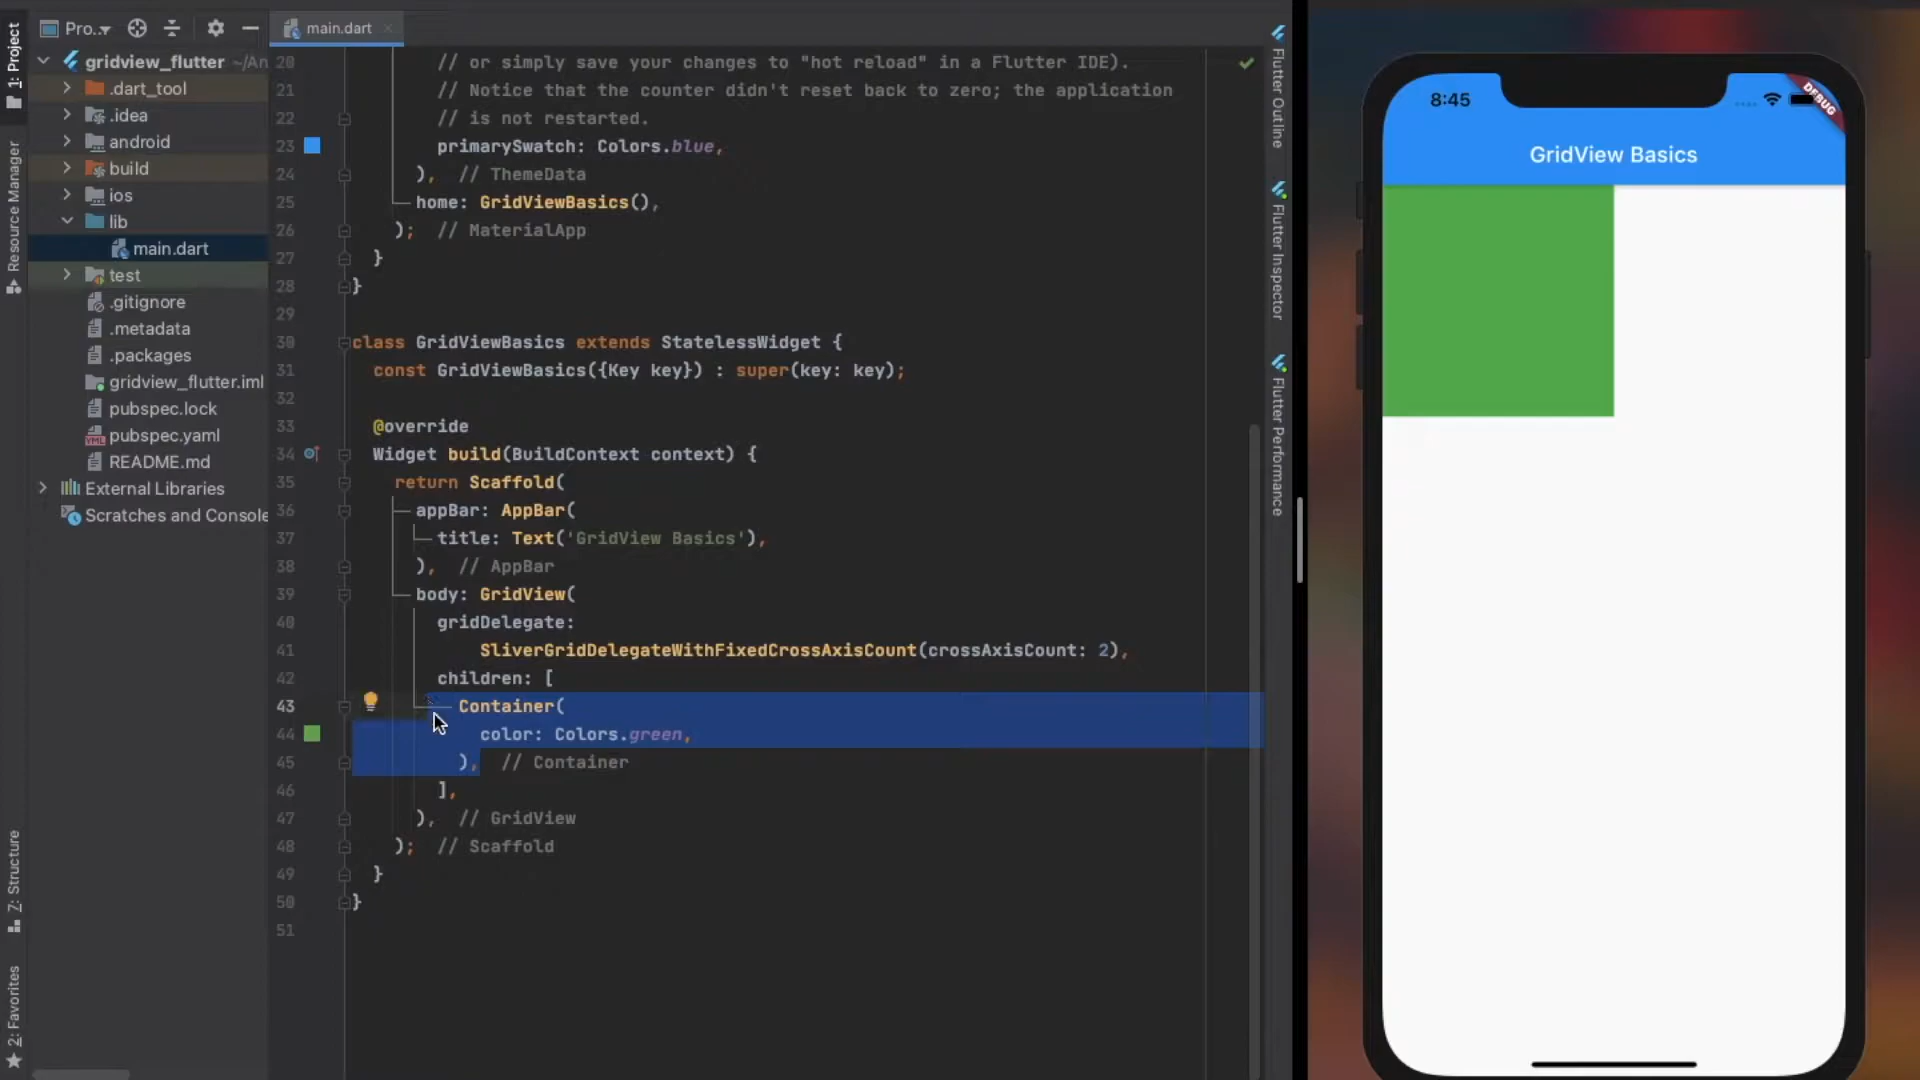 1: Project
Resource Manager
Z: Structure
2: Favorites
Pro...
gridview_flutter ~/An
.dart_tool
.idea
android
build
ios
lib
main.dart
test
.gitignore
.metadata
.packages
gridview_flutter.iml
pubspec.lock
pubspec.yaml
README.md
External Libraries
Scratches and Console
main.dart
20 // or simply save your changes to "hot reload" in a Flutter IDE).
21 // Notice that the counter didn't reset back to zero; the application
22 // is not restarted.
23 primarySwatch: Colors.blue,
24 ), // ThemeData
25 home: GridViewBasics(),
26 ); // MaterialApp
27 }
28 }
29
30 class GridViewBasics extends StatelessWidget {
31 const GridViewBasics({Key key}) : super(key: key);
32
33 @override
34 Widget build(BuildContext context) {
35 return Scaffold(
36 appBar: AppBar(
37 title: Text('GridView Basics'),
38 ), // AppBar
39 body: GridView(
40 gridDelegate:
41 SliverGridDelegateWithFixedCrossAxisCount(crossAxisCount: 2),
42 children: [
43 Container(
44 color: Colors.green,
45 ), // Container
46 ],
47 ), // GridView
48 ); // Scaffold
49 }
50 }
51
Flutter Outline
Flutter Inspector
Flutter Performance
8:45
DEBUG
GridView Basics